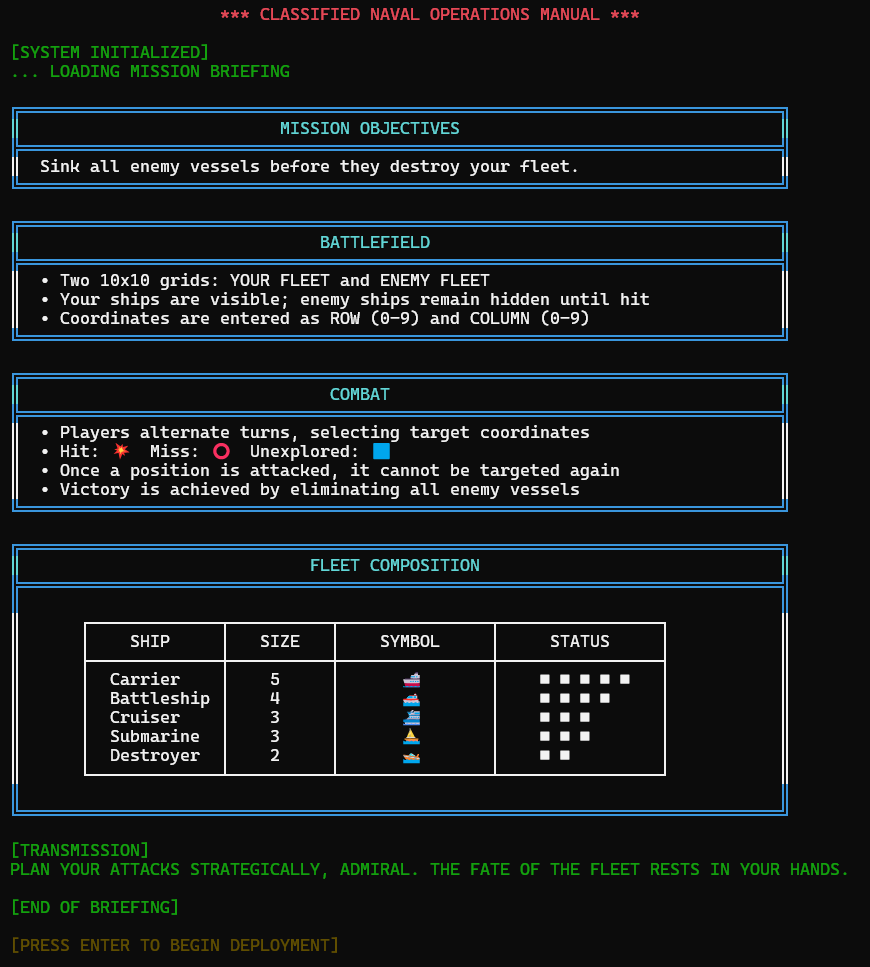 *** CLASSIFIED NAVAL OPERATIONS MANUAL ***
[SYSTEM INITIALIZED]
... LOADING MISSION BRIEFING
MISSION OBJECTIVES
Sink all enemy vessels before they destroy your fleet.
BATTLEFIELD
• Two 10x10 grids: YOUR FLEET and ENEMY FLEET
• Your ships are visible; enemy ships remain hidden until hit
• Coordinates are entered as ROW (0–9) and COLUMN (0–9)
COMBAT
• Players alternate turns, selecting target coordinates
• Hit: 💥 Miss: ⭕ Unexplored: 🟦
• Once a position is attacked, it cannot be targeted again
• Victory is achieved by eliminating all enemy vessels
FLEET COMPOSITION
SHIP SIZE SYMBOL STATUS
Carrier 5 🚢 ■ ■ ■ ■ ■
Battleship 4 🛥 ■ ■ ■ ■
Cruiser 3 🛳 ■ ■ ■
Submarine 3 ⛵ ■ ■ ■
Destroyer 2 🚤 ■ ■
[TRANSMISSION]
PLAN YOUR ATTACKS STRATEGICALLY, ADMIRAL. THE FATE OF THE FLEET RESTS IN YOUR HANDS.
[END OF BRIEFING]
[PRESS ENTER TO BEGIN DEPLOYMENT]